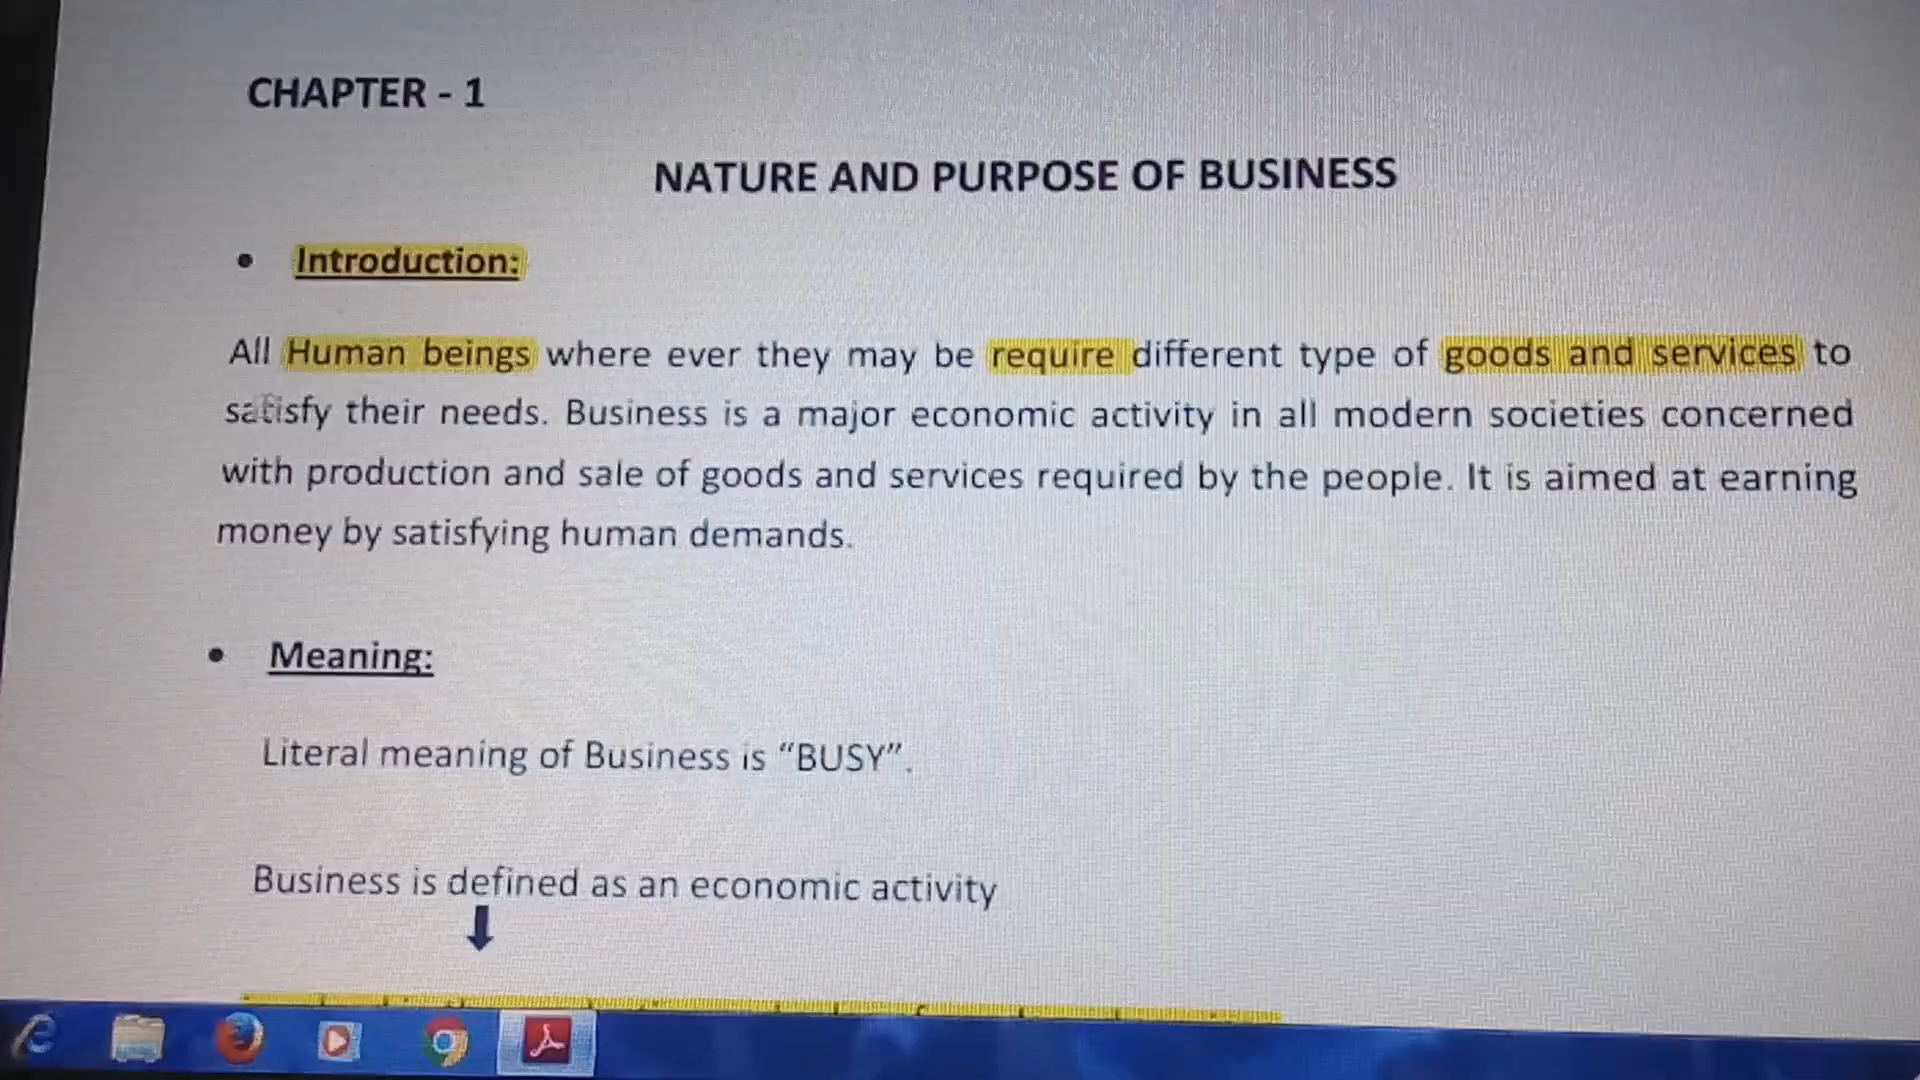 CHAPTER - 1
NATURE AND PURPOSE OF BUSINESS
• Introduction:
All Human beings where ever they may be require different type of goods and services to
satisfy their needs. Business is a major economic activity in all modern societies concerned
with production and sale of goods and services required by the people. It is aimed at earning
money by satisfying human demands.
• Meaning:
Literal meaning of Business is “BUSY”.
Business is defined as an economic activity